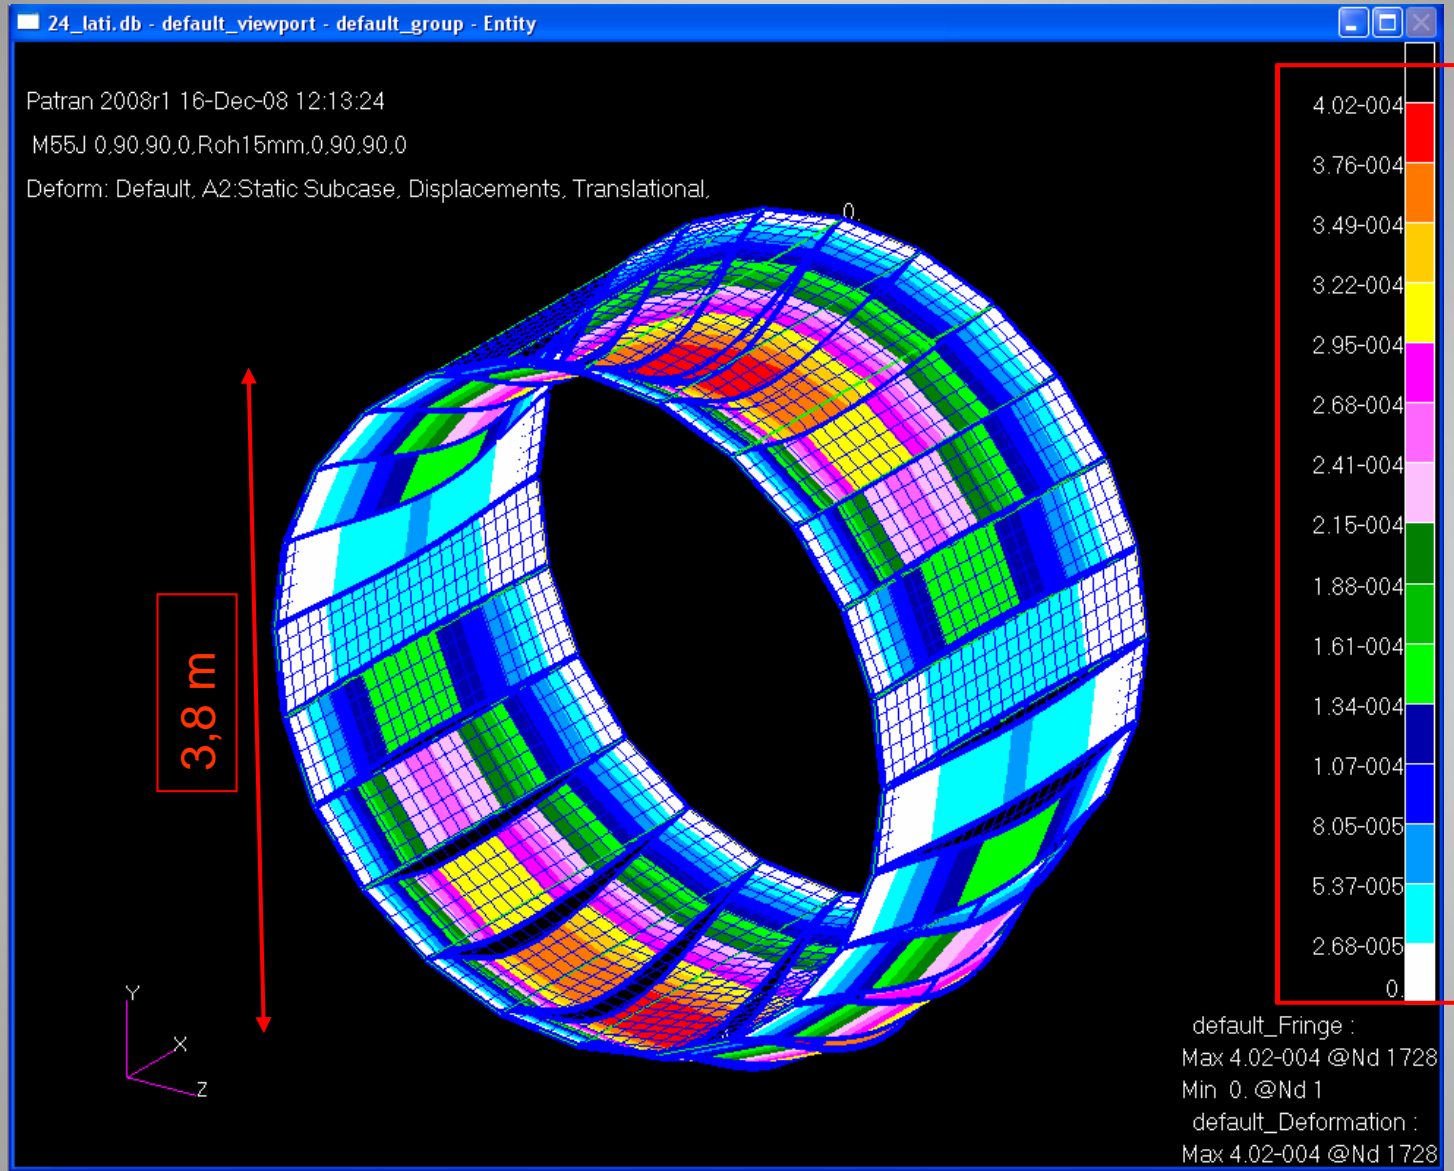 24_lati.db - default_viewport - default_group - Entity
Patran 2008r1 16-Dec-08 12:13:24
M55J 0,90,90,0,Roh15mm,0,90,90,0
Deform: Default, A2:Static Subcase, Displacements, Translational,
0.
4.02-004
3.76-004
3.49-004
3.22-004
2.95-004
2.68-004
2.41-004
2.15-004
1.88-004
1.61-004
1.34-004
1.07-004
8.05-005
5.37-005
2.68-005
0.
3,8 m
Y
X
Z
default_Fringe :
Max 4.02-004 @Nd 1728
Min 0. @Nd 1
default_Deformation :
Max 4.02-004 @Nd 1728